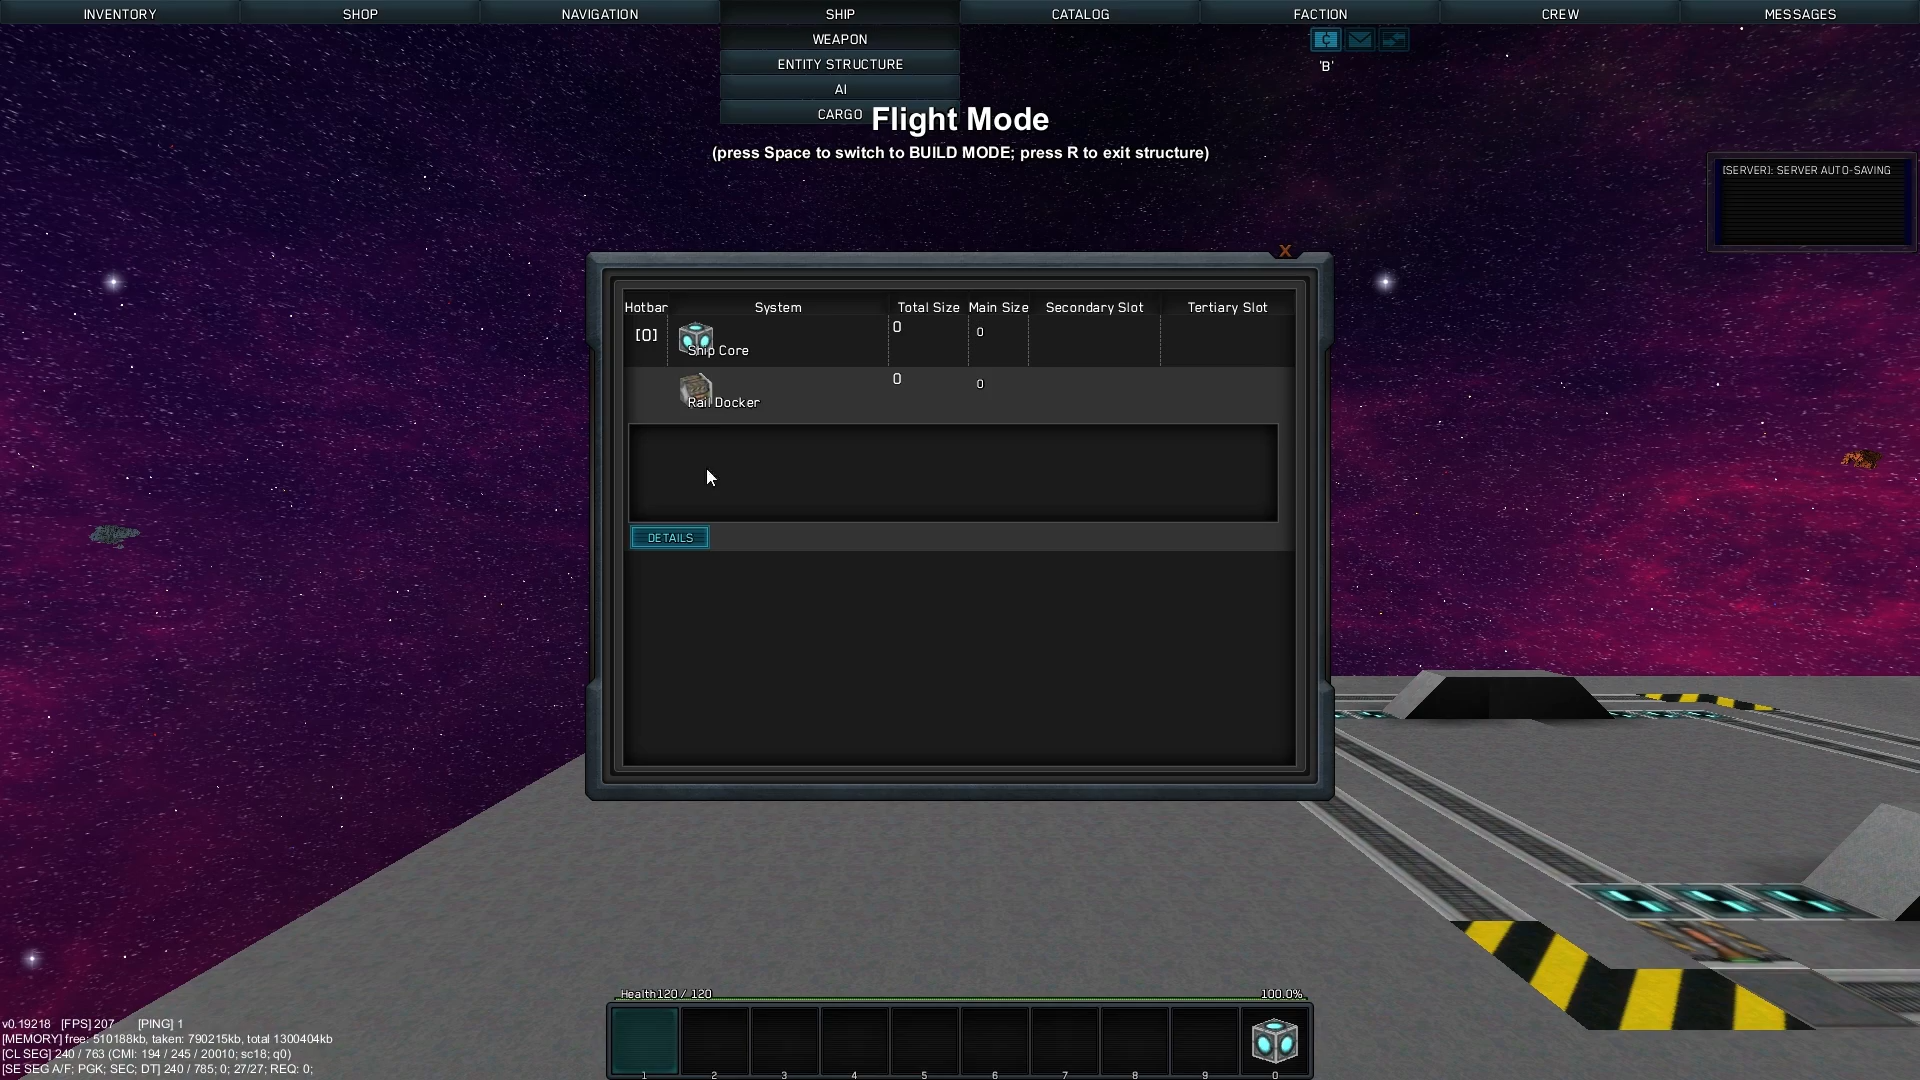 INVENTORY SHOP NAVIGATION SHIP CATALOG FACTION CREW MESSAGES
WEAPON
ENTITY STRUCTURE
AI
CARGO
'B'
Flight Mode
(press Space to switch to BUILD MODE; press R to exit structure)
[SERVER]: SERVER AUTO-SAVING
X
Hotbar System Total Size Main Size Secondary Slot Tertiary Slot
[0] Ship Core 0 0
Rail Docker 0 0
DETAILS
Health120 / 120 100.0%
1 2 3 4 5 6 7 8 9 0
v0.19218 [FPS] 207 [PING] 1
[MEMORY] free: 510188kb, taken: 790215kb, total 1300404kb
[CL SEG] 240 / 763 (CMI: 194 / 245 / 20010; sc18; q0)
[SE SEG A/F; PGK; SEC; DT] 240 / 785; 0; 27/27; REQ: 0;